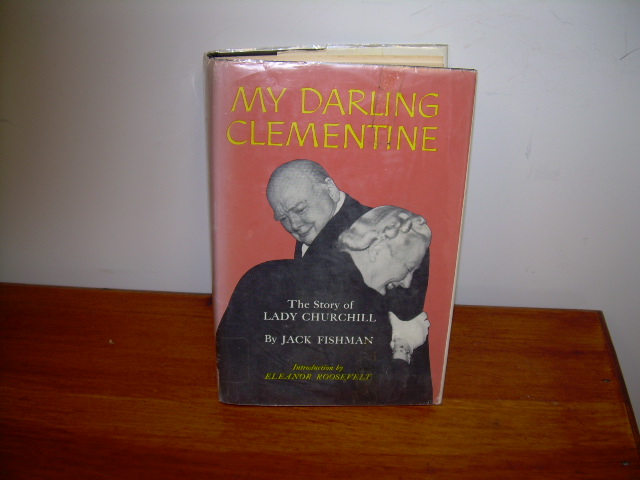 MY DARLING
CLEMENTINE
The Story of
LADY CHURCHILL
By JACK FISHMAN
Introduction by
ELEANOR ROOSEVELT